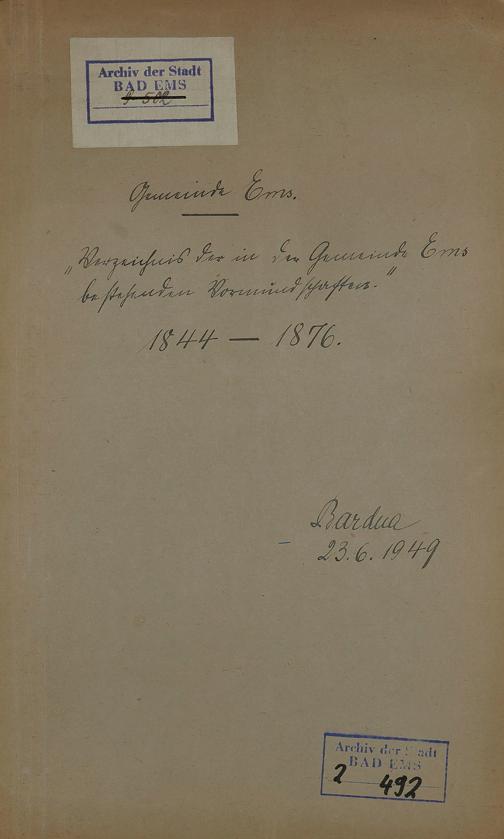 Archiv der Stadt
BAD EMS
Gemeinde Ems.
„Verzeichnis der in der Gemeinde Ems
bestehenden Vormundschaften.“
1844 — 1876.
Bardua
23.6.1949
Archiv der Stadt
BAD EMS
2 492